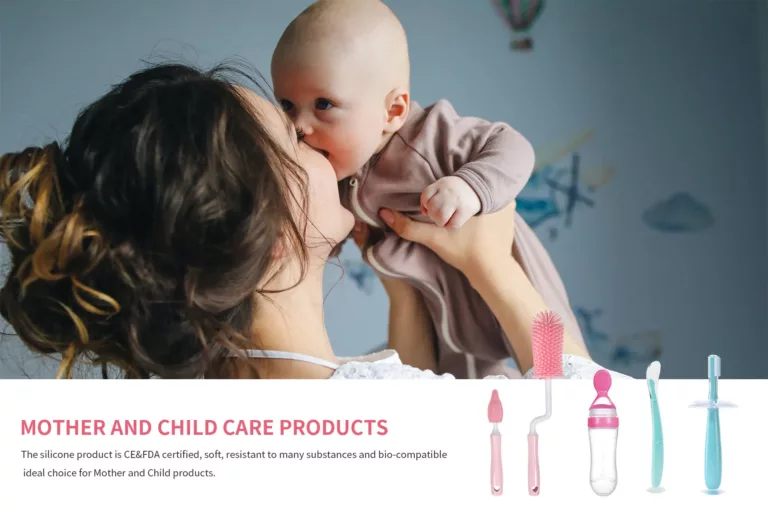 MOTHER AND CHILD CARE PRODUCTS
The silicone product is CE&FDA certified, soft, resistant to many substances and bio-compatible
ideal choice for Mother and Child products.